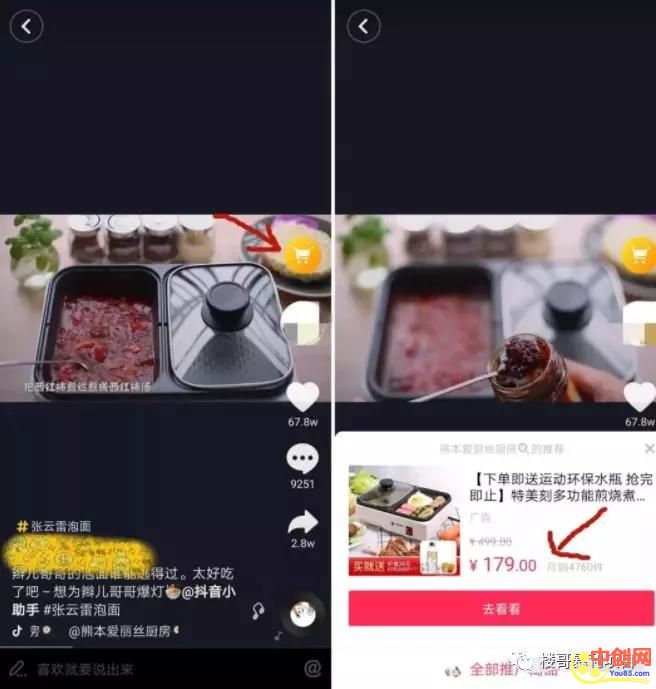 把西红柿煮烂煮成西红柿汤
67.8w
9251
2.8w
#张云雷泡面
辫儿哥哥的泡面谁能逃得过。太好吃
了吧~想为辫儿哥哥爆灯@抖音小
助手 #张云雷泡面
@熊本爱丽丝厨房
喜欢就要说出来
@
67.8w
熊本爱丽丝厨房的推荐
【下单即送运动环保水瓶 抢完
即止】特美刻多功能煎烧煮...
广告
¥ 499.00
¥ 179.00
月销4760件
买就送
去看看
全部推广商品
中创网
You85.com